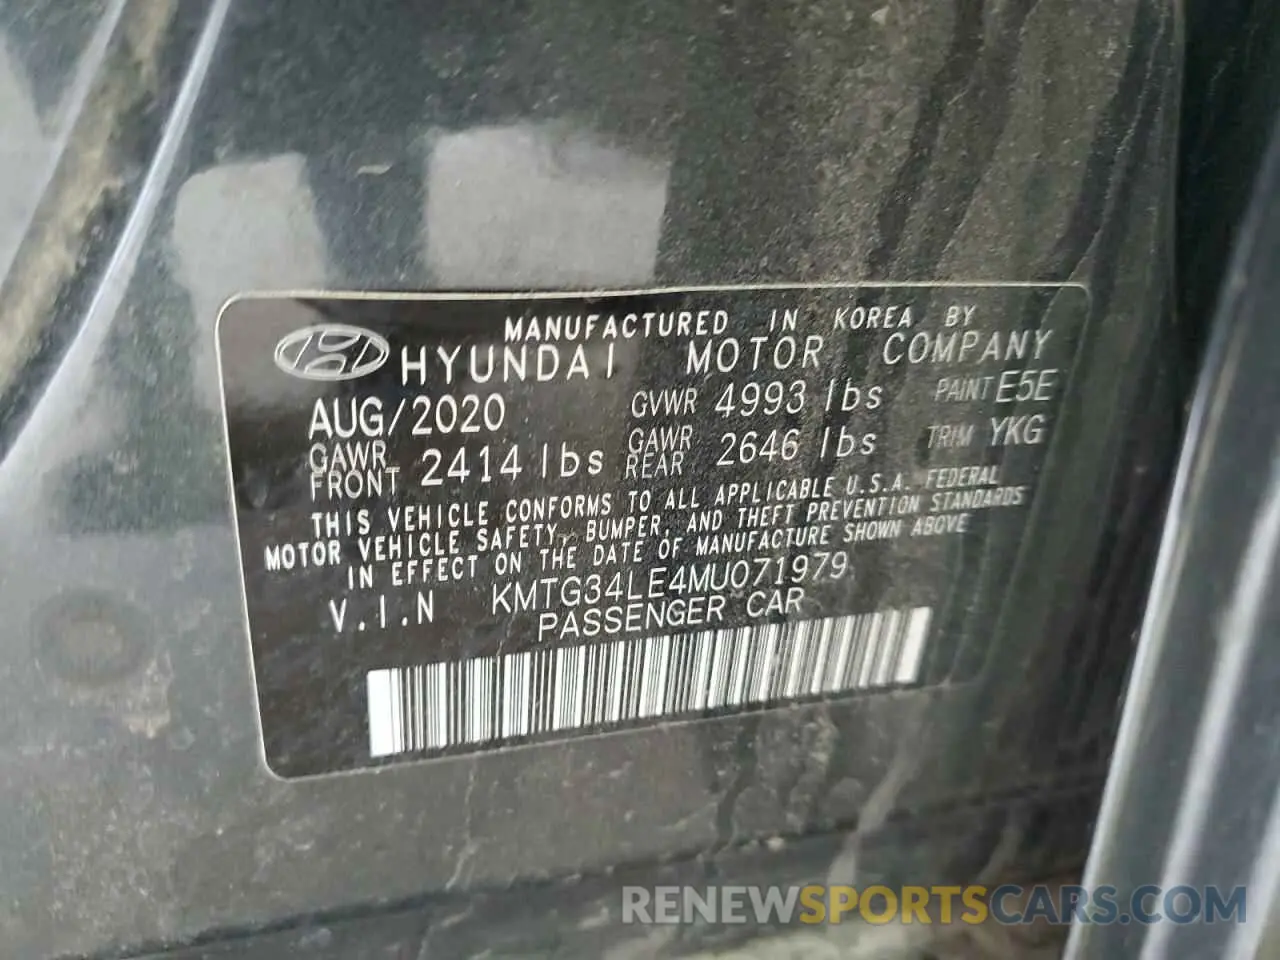 MANUFACTURED IN KOREA BY
HYUNDAI MOTOR COMPANY
AUG/2020 GVWR 4993 lbs PAINT E5E
GAWR FRONT 2414 lbs GAWR REAR 2646 lbs TRIM YKG
THIS VEHICLE CONFORMS TO ALL APPLICABLE U.S.A. FEDERAL
MOTOR VEHICLE SAFETY, BUMPER, AND THEFT PREVENTION STANDARDS
IN EFFECT ON THE DATE OF MANUFACTURE SHOWN ABOVE
V.I.N KMTG34LE4MU071979
PASSENGER CAR
RENEWSPORTSCARS.COM